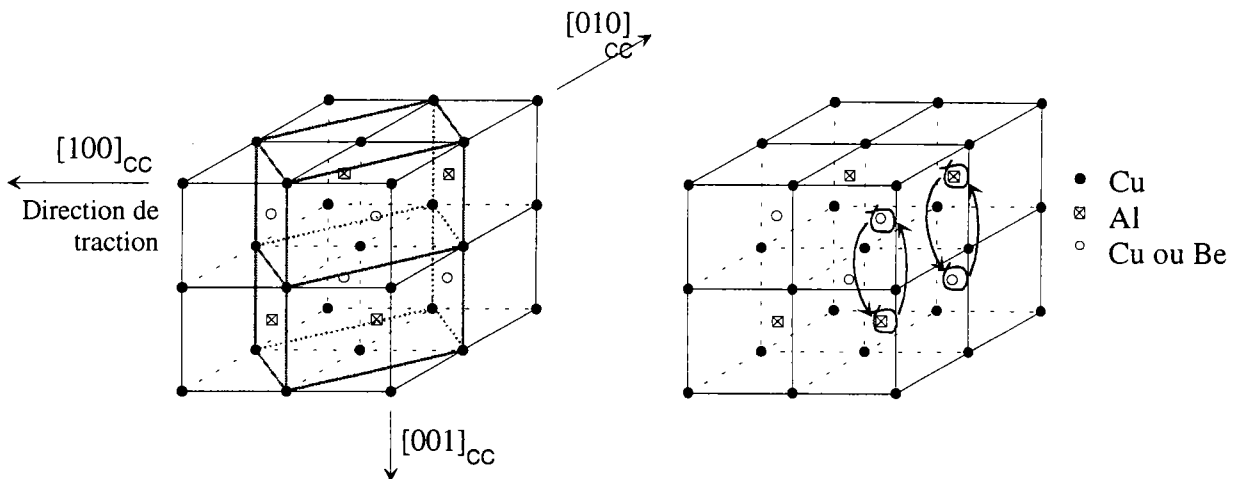 [010]
CC
[100]CC
Direction de
traction
[001]CC
Cu
Al
Cu ou Be